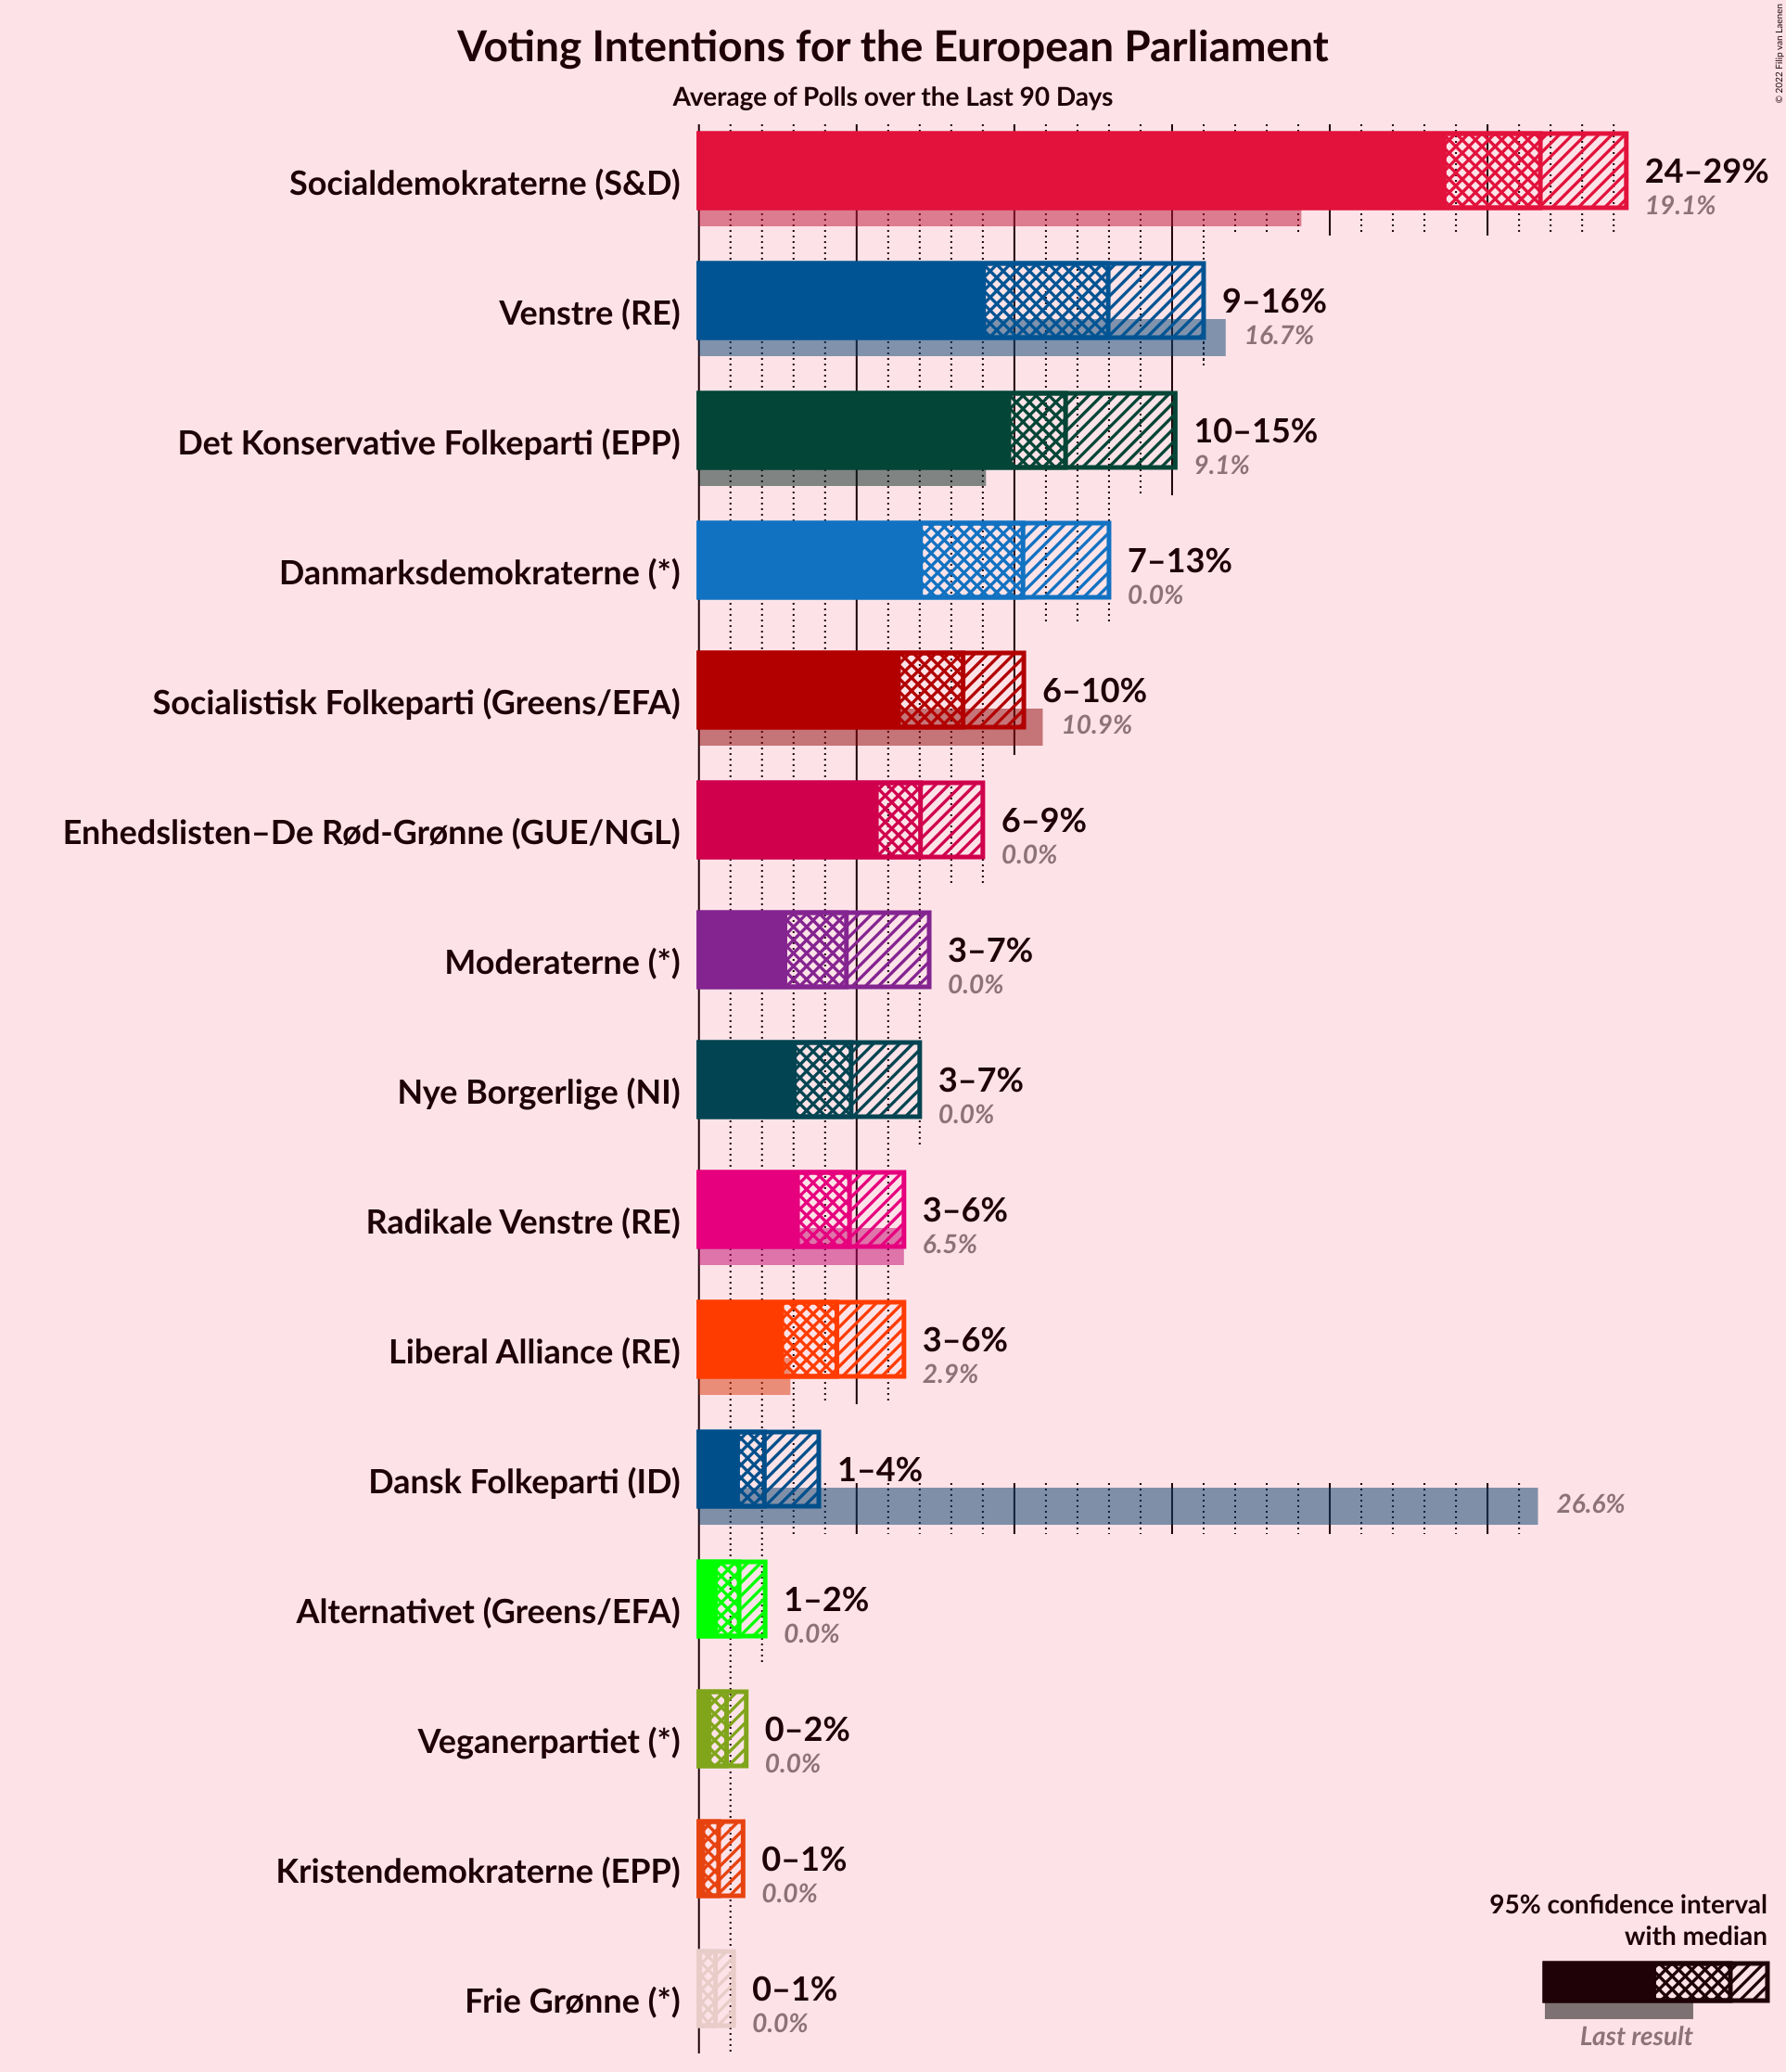 © 2022 Filip van Laenen
Voting Intentions for the European Parliament
Average of Polls over the Last 90 Days
Socialdemokraterne (S&D)
24–29%
19.1%
Venstre (RE)
9–16%
16.7%
Det Konservative Folkeparti (EPP)
10–15%
9.1%
Danmarksdemokraterne (*)
7–13%
0.0%
Socialistisk Folkeparti (Greens/EFA)
6–10%
10.9%
Enhedslisten–De Rød-Grønne (GUE/NGL)
6–9%
0.0%
Moderaterne (*)
3–7%
0.0%
Nye Borgerlige (NI)
3–7%
0.0%
Radikale Venstre (RE)
3–6%
6.5%
Liberal Alliance (RE)
3–6%
2.9%
Dansk Folkeparti (ID)
1–4%
26.6%
Alternativet (Greens/EFA)
1–2%
0.0%
Veganerpartiet (*)
0–2%
0.0%
Kristendemokraterne (EPP)
0–1%
0.0%
Frie Grønne (*)
0–1%
0.0%
95% confidence interval
with median
Last result